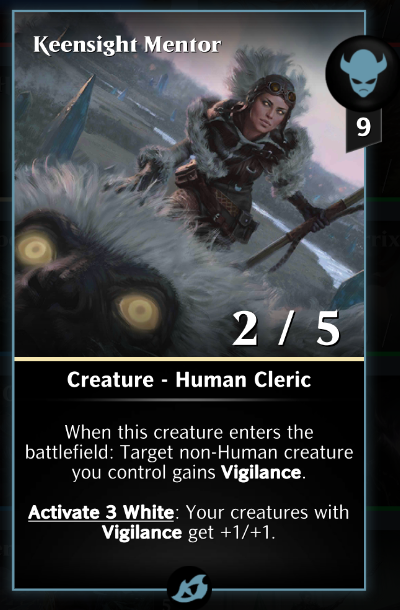 Keensight Mentor
9
2 / 5
Creature - Human Cleric
When this creature enters the
battlefield: Target non-Human creature
you control gains Vigilance.
Activate 3 White: Your creatures with
Vigilance get +1/+1.